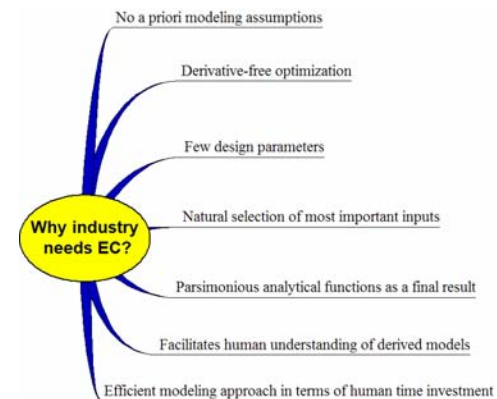 No a priori modeling assumptions
Derivative-free optimization
Few design parameters
Why industry
needs EC?
Natural selection of most important inputs
Parsimonious analytical functions as a final result
Facilitates human understanding of derived models
Efficient modeling approach in terms of human time investment